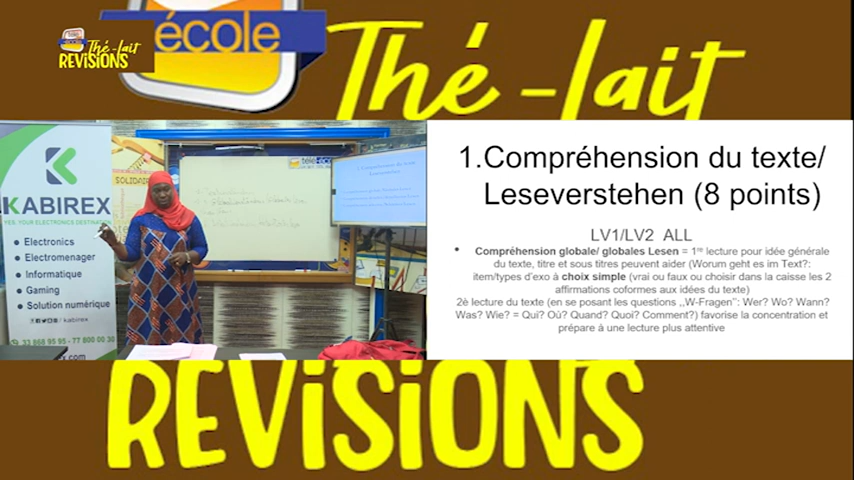 école
Thé-lait
REVISIONS
Thé-lait
KABIREX
YES, YOUR ELECTRONICS DESTINATION
Electronics
Electromenager
Informatique
Gaming
Solution numérique
kabirex
33 868 95 95 - 77 800 00 30
SOLIDAR
1.Compréhension du texte/
Leseverstehen (8 points)
LV1/LV2 ALL
• Compréhension globale/ globales Lesen = 1re lecture pour idée générale
du texte, titre et sous titres peuvent aider (Worum geht es im Text?:
item/types d'exo à choix simple (vrai ou faux ou choisir dans la caisse les 2
affirmations coformes aux idées du texte)
2è lecture du texte (en se posant les questions ,,W-Fragen": Wer? Wo? Wann?
Was? Wie? = Qui? Où? Quand? Quoi? Comment?) favorise la concentration et
prépare à une lecture plus attentive
REViSiONS